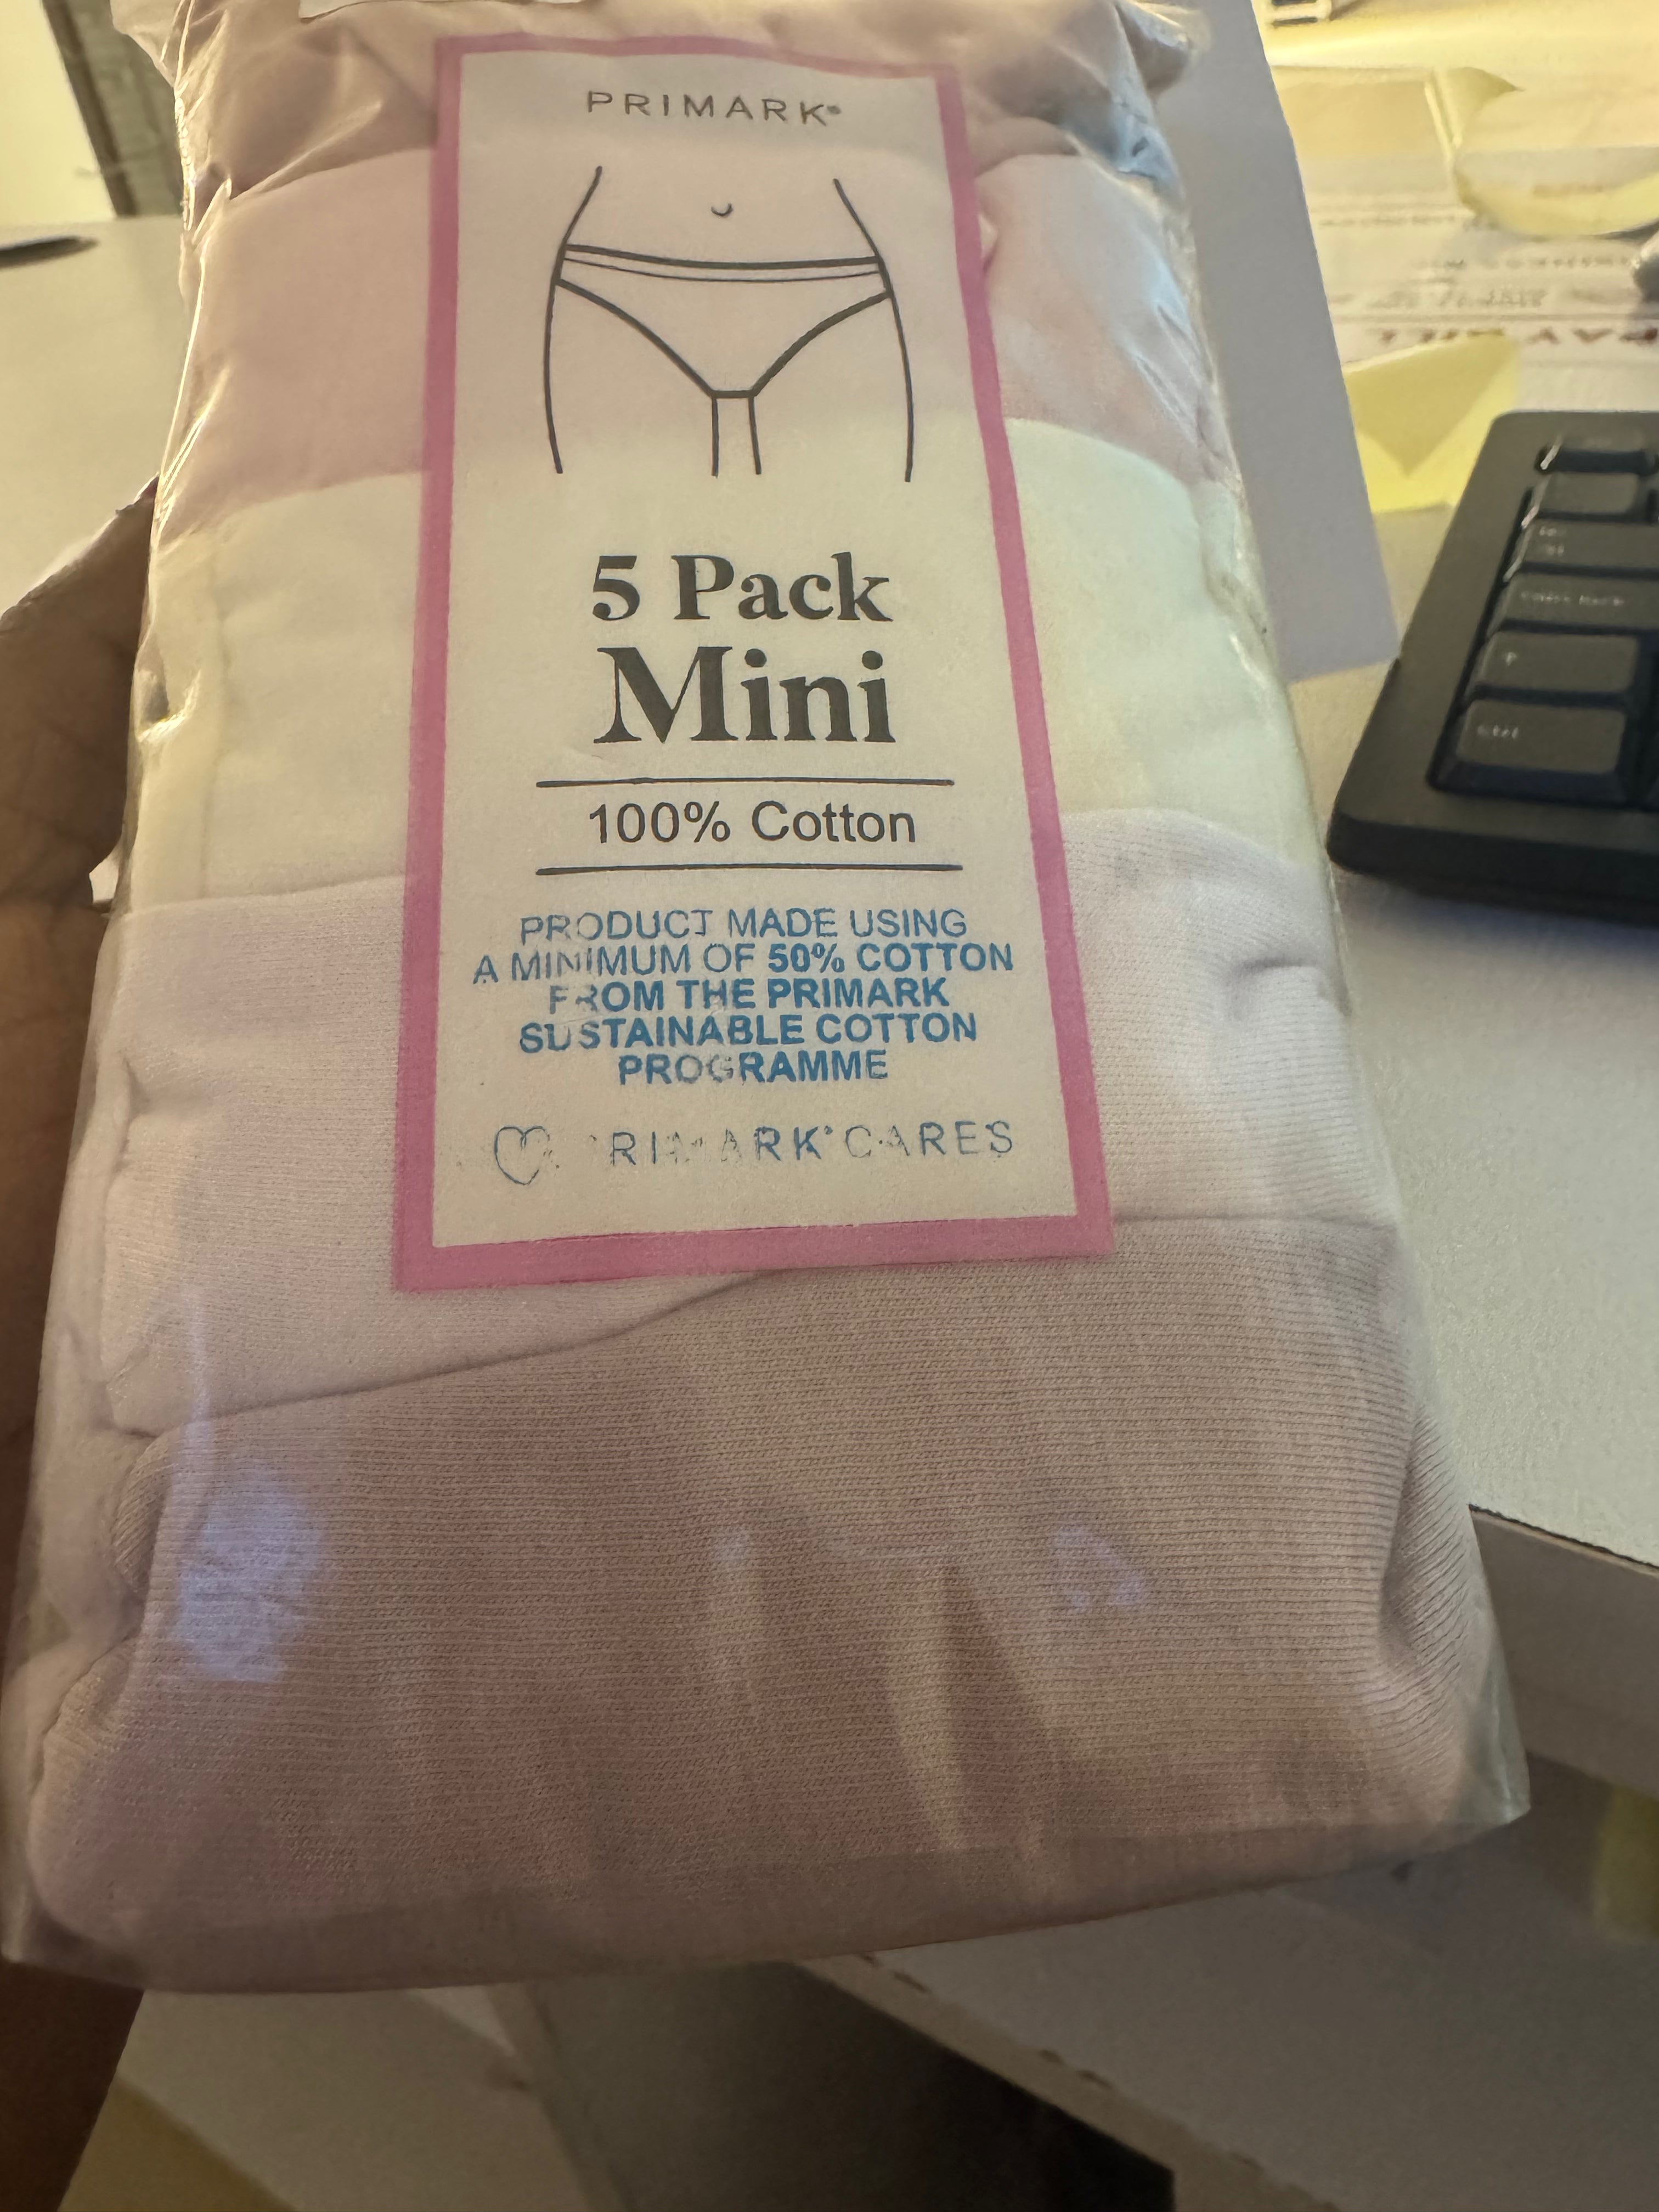 PRIMARK®
5 Pack
Mini
100% Cotton
PRODUCT MADE USING
A MINIMUM OF 50% COTTON
FROM THE PRIMARK
SUSTAINABLE COTTON
PROGRAMME
PRIMARK® CARES
Ctrl